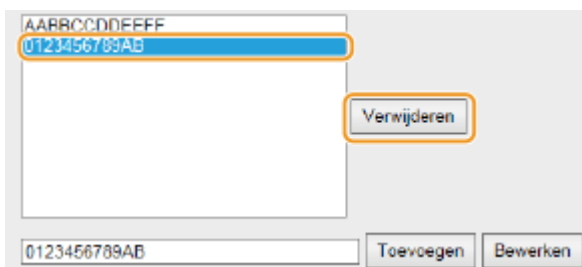 AABBCCDDEEFF
0123456789AB
Verwijderen
0123456789AB
Toevoegen
Bewerken